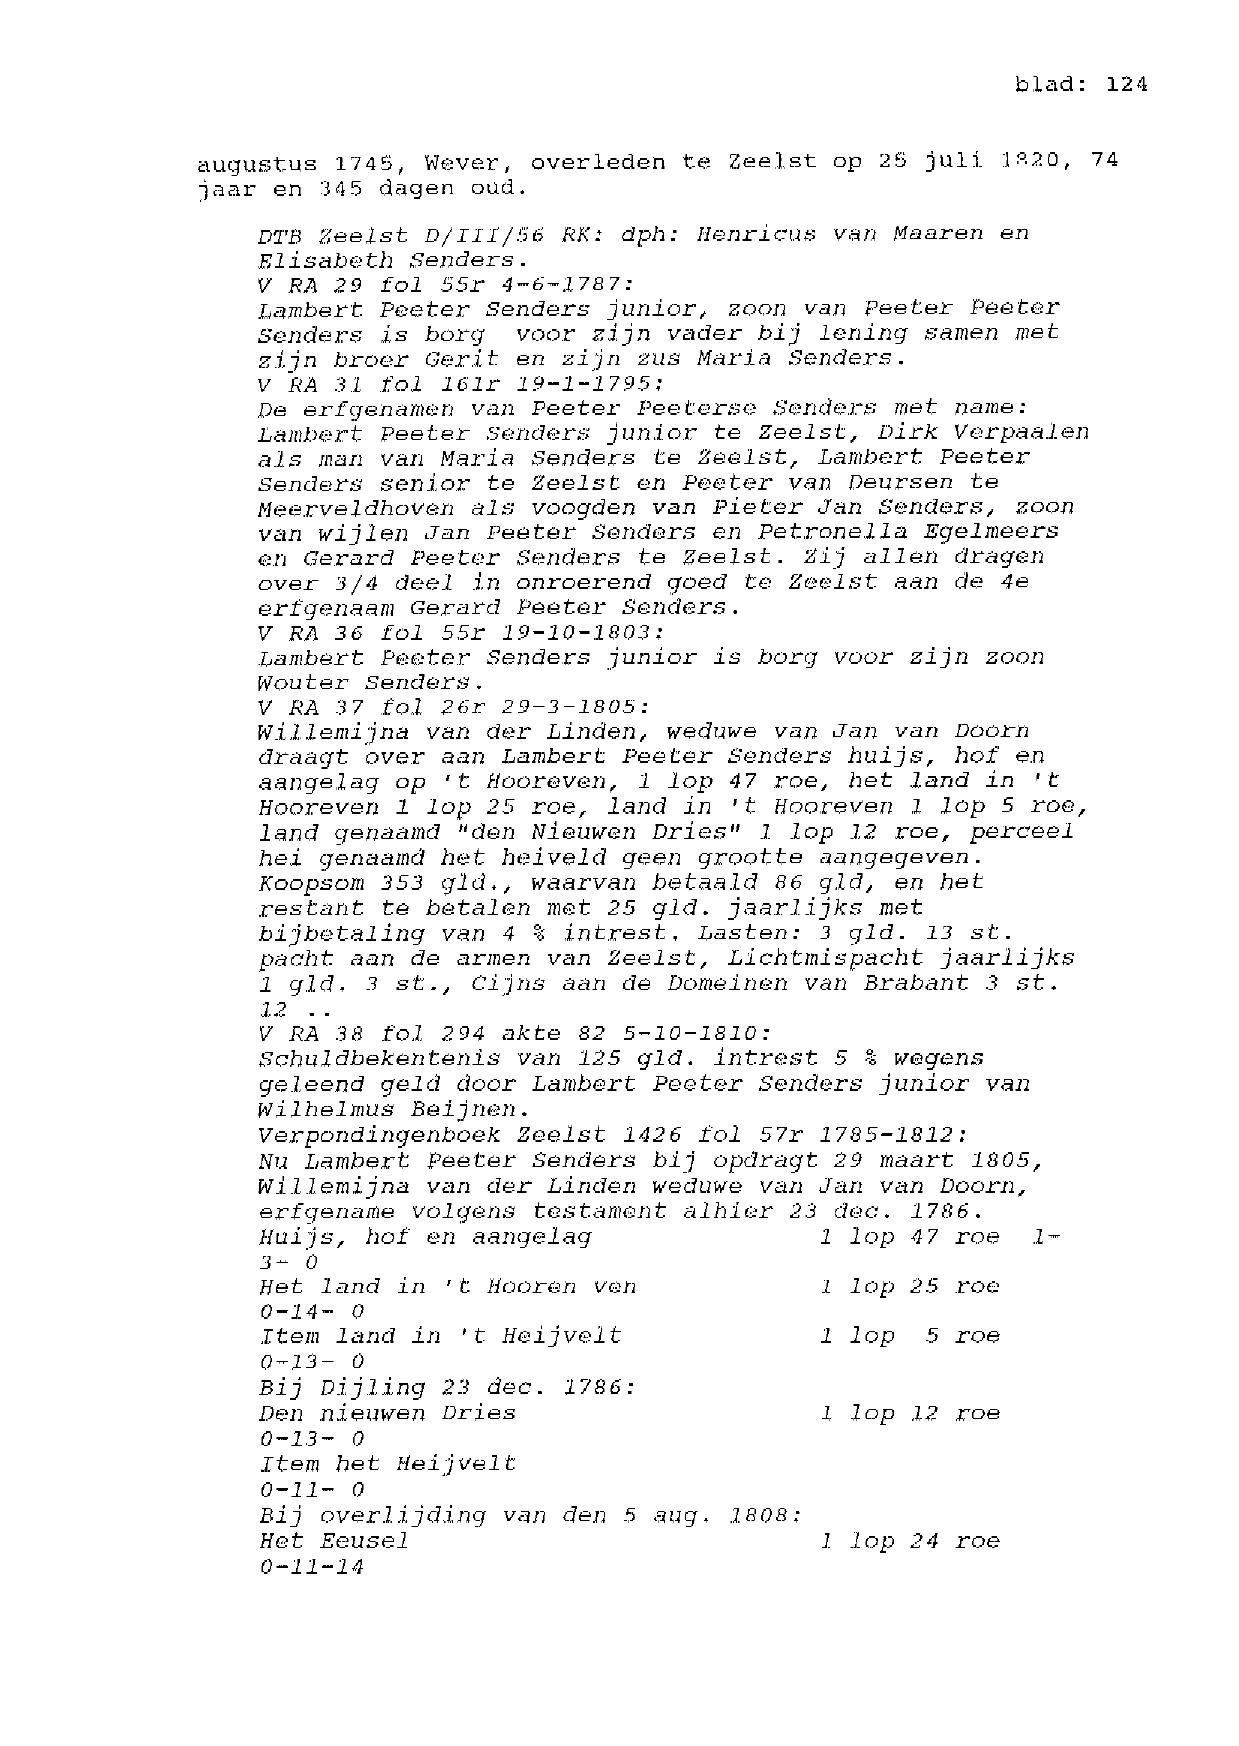 blad: 124
augustus 1745, Wever, overleden te Zeelst op 25 juli 1820, 74
jaar en 345 dagen oud.
DTB Zeelst D/III/56 RK: dph: Henricus van Maaren en
Elisabeth Senders.
V RA 29 fol 55r 4-6-1787:
Lambert Peeter Senders junior, zoon van Peeter Peeter
Senders is borg voor zijn vader bij lening samen met
zijn broer Gerit en zijn zus Maria Senders.
V RA 31 fol 161r 19-1-1795:
De erfgenamen van Peeter Peeterse Senders met name:
Lambert Peeter Senders junior te Zeelst, Dirk Verpaalen
als man van Maria Senders te Zeelst, Lambert Peeter
Senders senior te Zeelst en Peeter van Deursen te
Meerveldhoven als voogden van Pieter Jan Senders, zoon
van wijlen Jan Peeter Senders en Petronella Egelmeers
en Gerard Peeter Senders te Zeelst. Zij allen dragen
over 3/4 deel in onroerend goed te Zeelst aan de 4e
erfgenaam Gerard Peeter Senders.
V RA 36 fol 55r 19-10-1803:
Lambert Peeter Senders junior is borg voor zijn zoon
Wouter Senders.
V RA 37 fol 26r 29-3-1805:
Willemijna van der Linden, weduwe van Jan van Doorn
draagt over aan Lambert Peeter Senders huijs, hof en
aangelag op 't Hooreven, 1 lop 47 roe, het land in 't
Hooreven 1 lop 25 roe, land in 't Hooreven 1 lop 5 roe,
land genaamd "den Nieuwen Dries" 1 lop 12 roe, perceel
hei genaamd het heiveld geen grootte aangegeven.
Koopsom 353 gld., waarvan betaald 86 gld, en het
restant te betalen met 25 gld. jaarlijks met
bijbetaling van 4 % intrest. Lasten: 3 gld. 13 st.
pacht aan de armen van Zeelst, Lichtmispacht jaarlijks
1 gld. 3 st., Cijns aan de Domeinen van Brabant 3 st.
12 ..
V RA 38 fol 294 akte 82 5-10-1810:
Schuldbekentenis van 125 gld. intrest 5 % wegens
geleend geld door Lambert Peeter Senders junior van
Wilhelmus Beijnen.
Verpondingenboek Zeelst 1426 fol 57r 1785-1812:
Nu Lambert Peeter Senders bij opdragt 29 maart 1805,
Willemijna van der Linden weduwe van Jan van Doorn,
erfgename volgens testament alhier 23 dec. 1786.
Huijs, hof en aangelag 1 lop 47 roe 1-
3- 0
Het land in 't Hooren ven 1 lop 25 roe
0-14- 0
Item land in 't Heijvelt 1 lop 5 roe
0-13- 0
Bij Dijling 23 dec. 1786:
Den nieuwen Dries 1 lop 12 roe
0-13- 0
Item het Heijvelt
0-11- 0
Bij overlijding van den 5 aug. 1808:
Het Eeusel 1 lop 24 roe
0-11-14